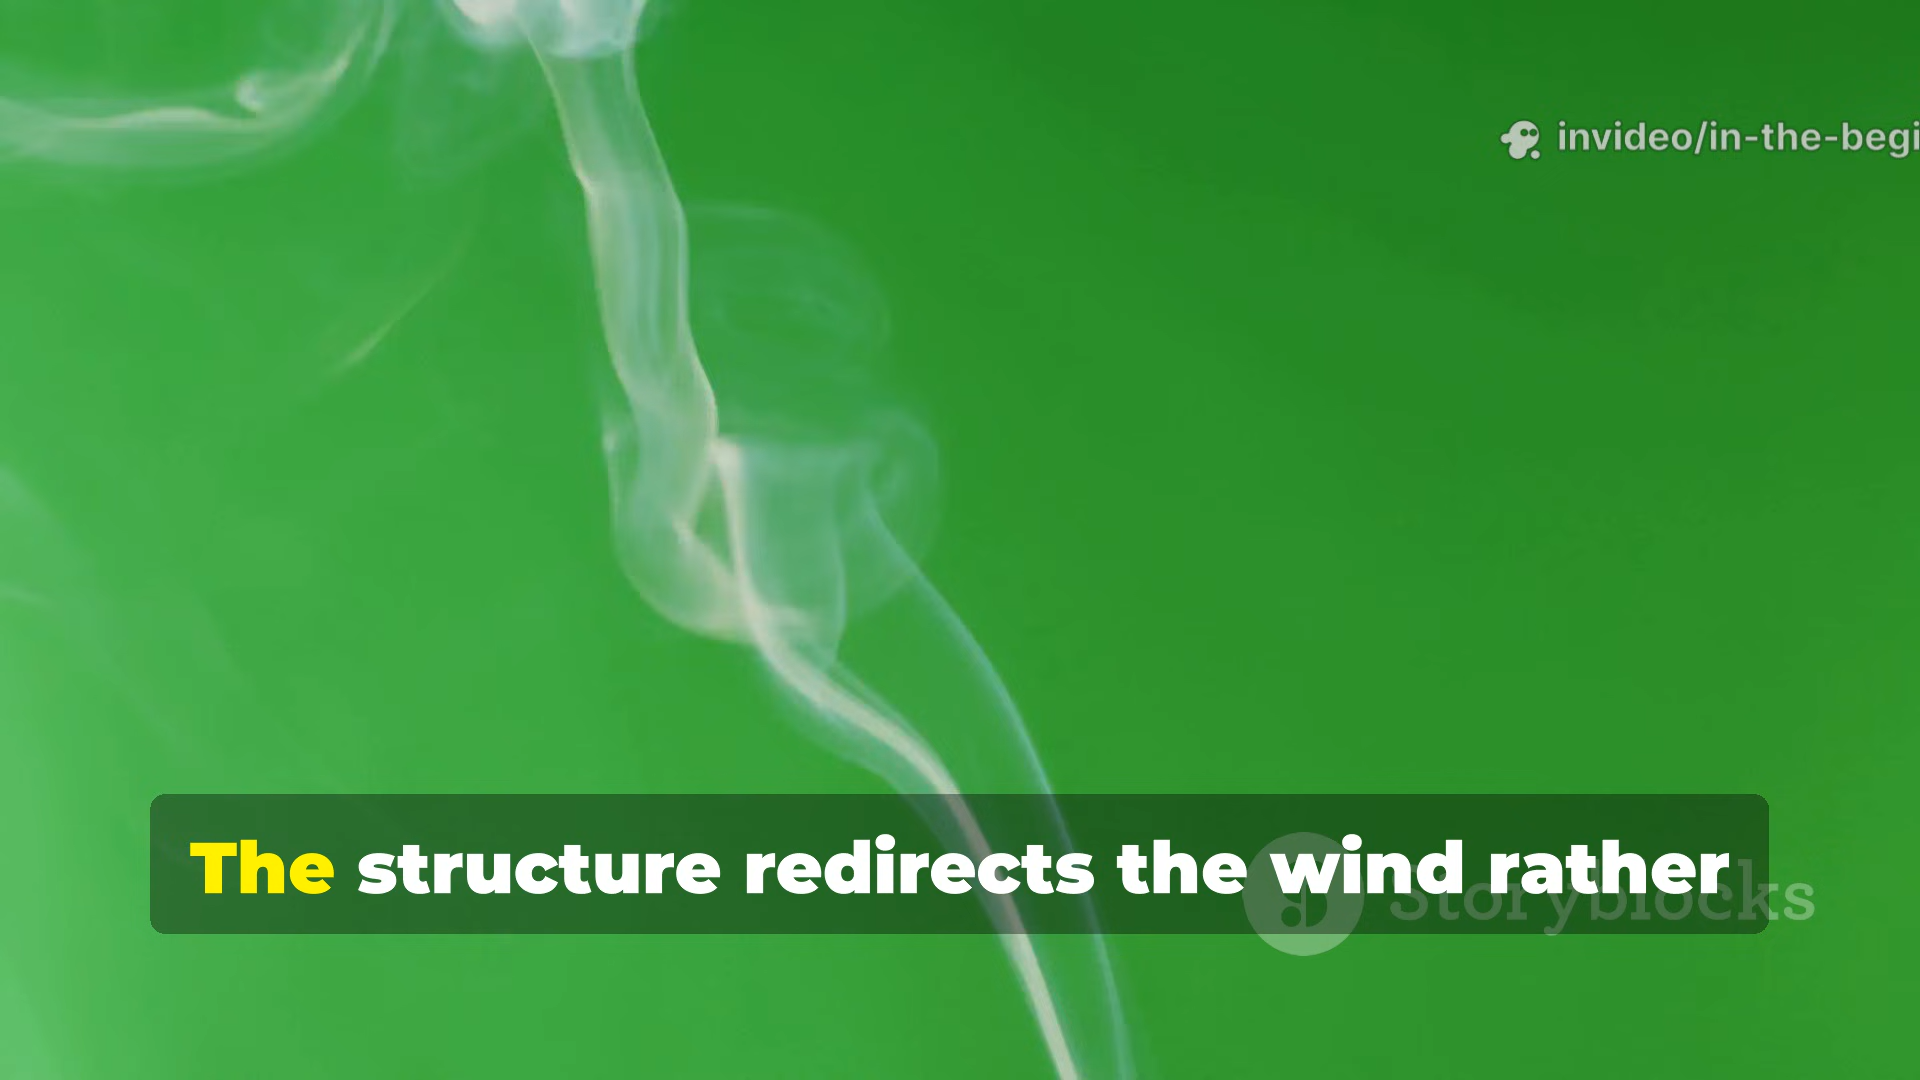 invideo/in-the-begi
The structure redirects the wind rather
Storyblocks